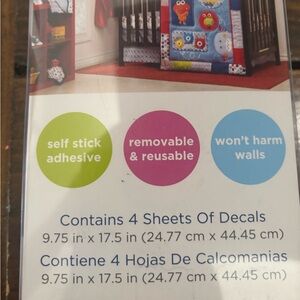 self stick
adhesive
removable
& reusable
won't harm
walls
Contains 4 Sheets Of Decals
9.75 in x 17.5 in (24.77 cm x 44.45 cm)
Contiene 4 Hojas De Calcomanias
9.75 in x 17.5 in (24.77 cm x 44.45 cm)